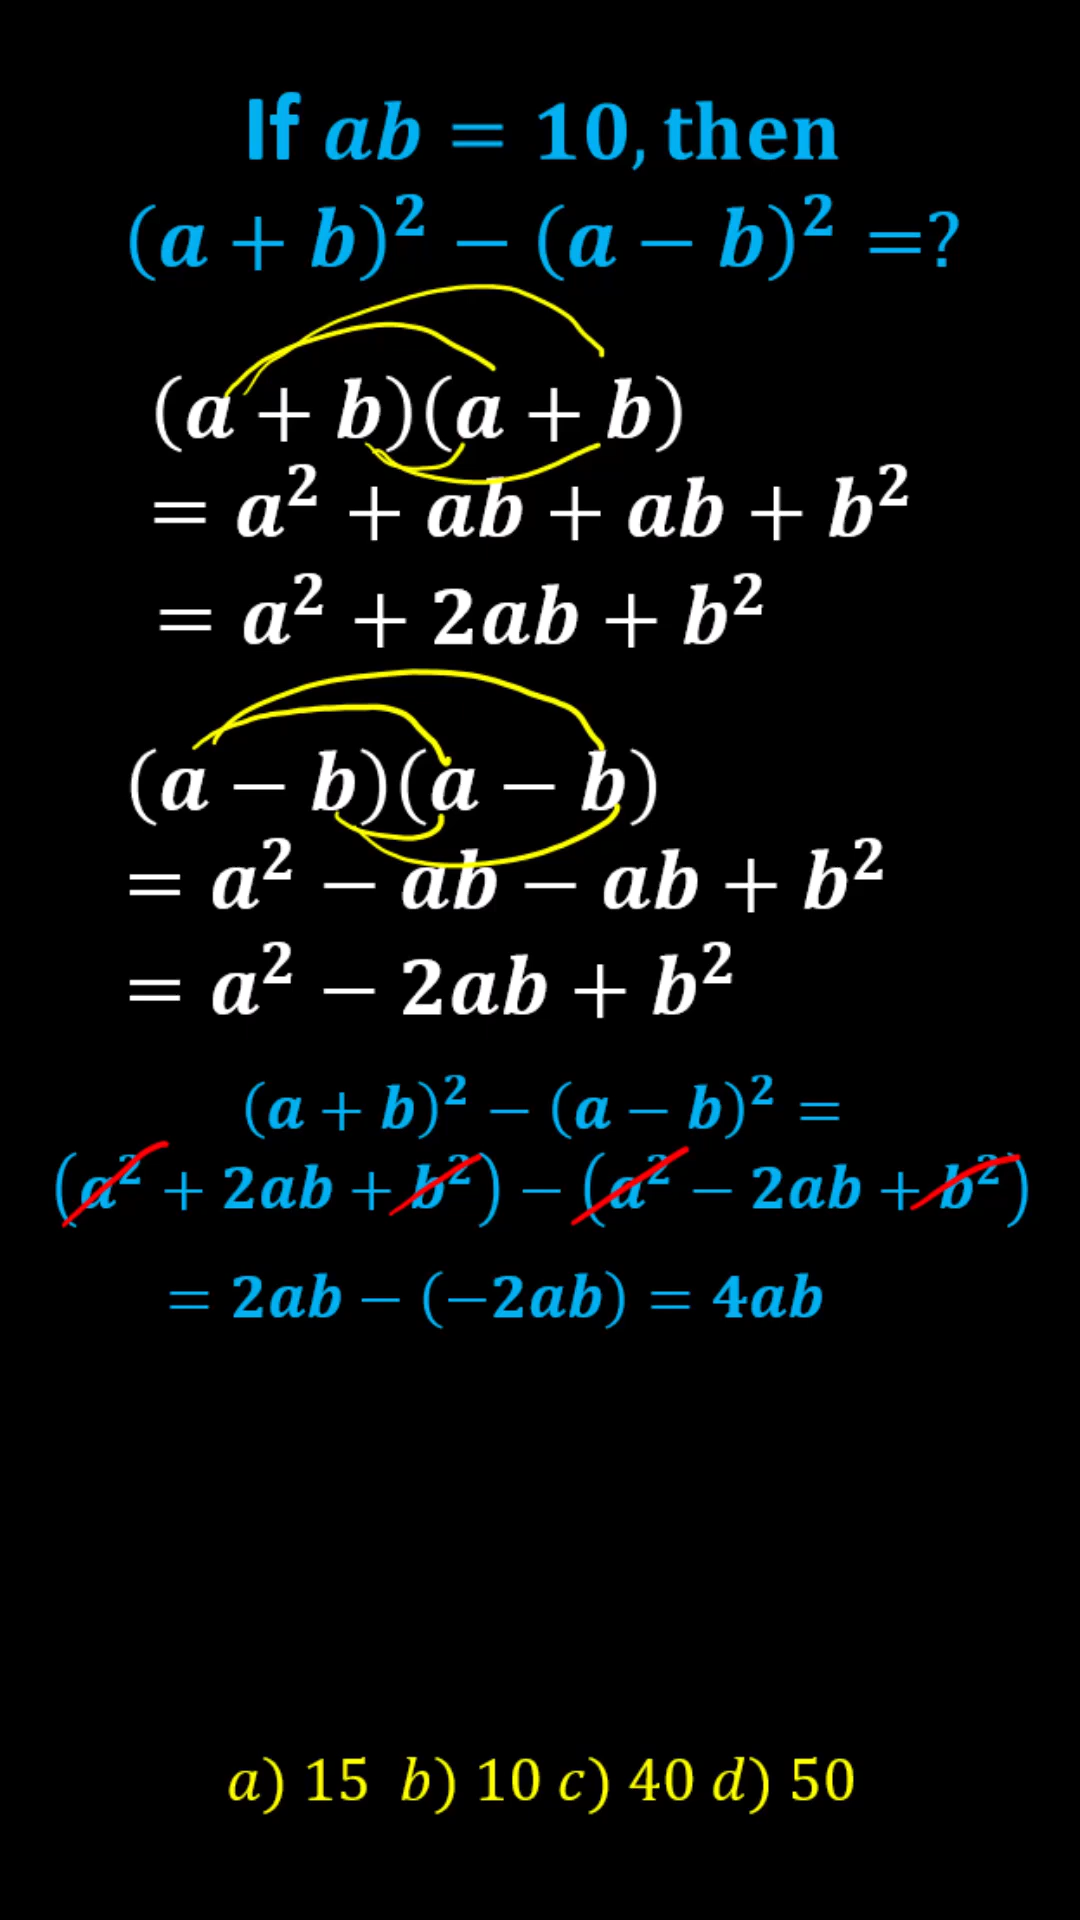 If ab = 10, then
(a + b)² − (a − b)² =?
(a + b)(a + b)
= a² + ab + ab + b²
= a² + 2ab + b²
(a − b)(a − b)
= a² − ab − ab + b²
= a² − 2ab + b²
(a + b)² − (a − b)² =
(a² + 2ab + b²) − (a² − 2ab + b²)
= 2ab − (−2ab) = 4ab
a) 15 b) 10 c) 40 d) 50